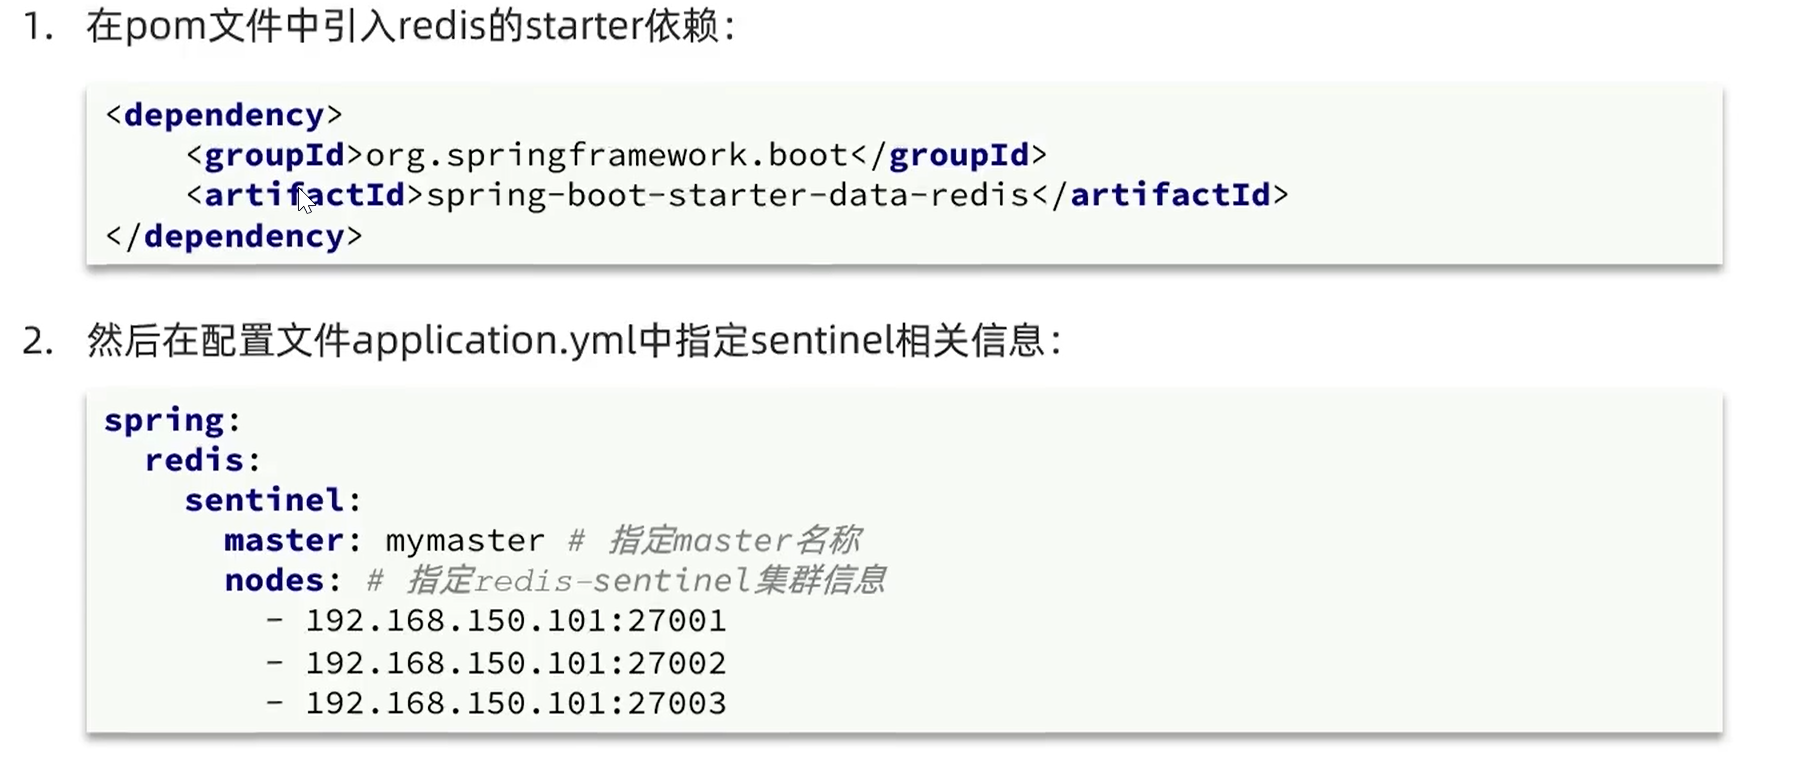 1. 在pom文件中引入redis的starter依赖：
<dependency>
    <groupId>org.springframework.boot</groupId>
    <artifactId>spring-boot-starter-data-redis</artifactId>
</dependency>
2. 然后在配置文件application.yml中指定sentinel相关信息：
spring:
  redis:
    sentinel:
      master: mymaster # 指定master名称
      nodes: # 指定redis-sentinel集群信息
        - 192.168.150.101:27001
        - 192.168.150.101:27002
        - 192.168.150.101:27003